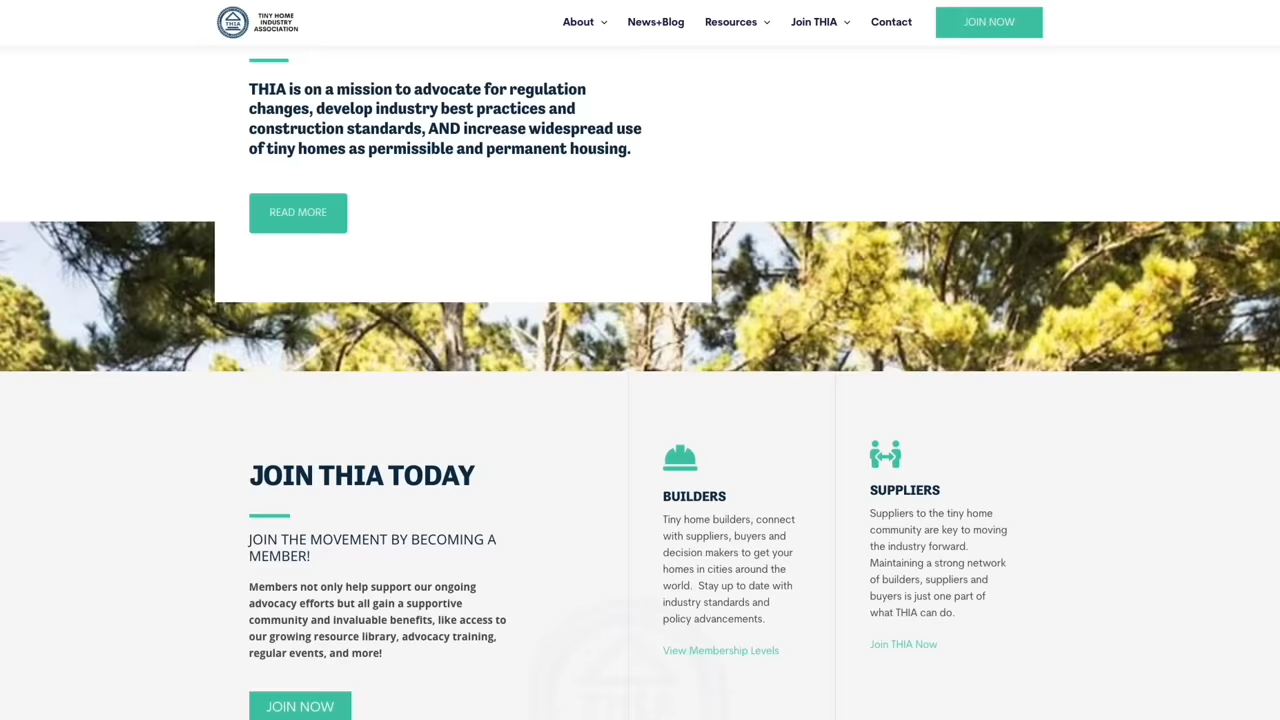 TINY HOME
INDUSTRY
ASSOCIATION
THIA
About
News+Blog
Resources
Join THIA
Contact
JOIN NOW
THIA is on a mission to advocate for regulation
changes, develop industry best practices and
construction standards, AND increase widespread use
of tiny homes as permissible and permanent housing.
READ MORE
JOIN THIA TODAY
JOIN THE MOVEMENT BY BECOMING A
MEMBER!
Members not only help support our ongoing
advocacy efforts but all gain a supportive
community and invaluable benefits, like access to
our growing resource library, advocacy training,
regular events, and more!
JOIN NOW
BUILDERS
Tiny home builders, connect
with suppliers, buyers and
decision makers to get your
homes in cities around the
world. Stay up to date with
industry standards and
policy advancements.
View Membership Levels
SUPPLIERS
Suppliers to the tiny home
community are key to moving
the industry forward.
Maintaining a strong network
of builders, suppliers and
buyers is just one part of
what THIA can do.
Join THIA Now
THIA